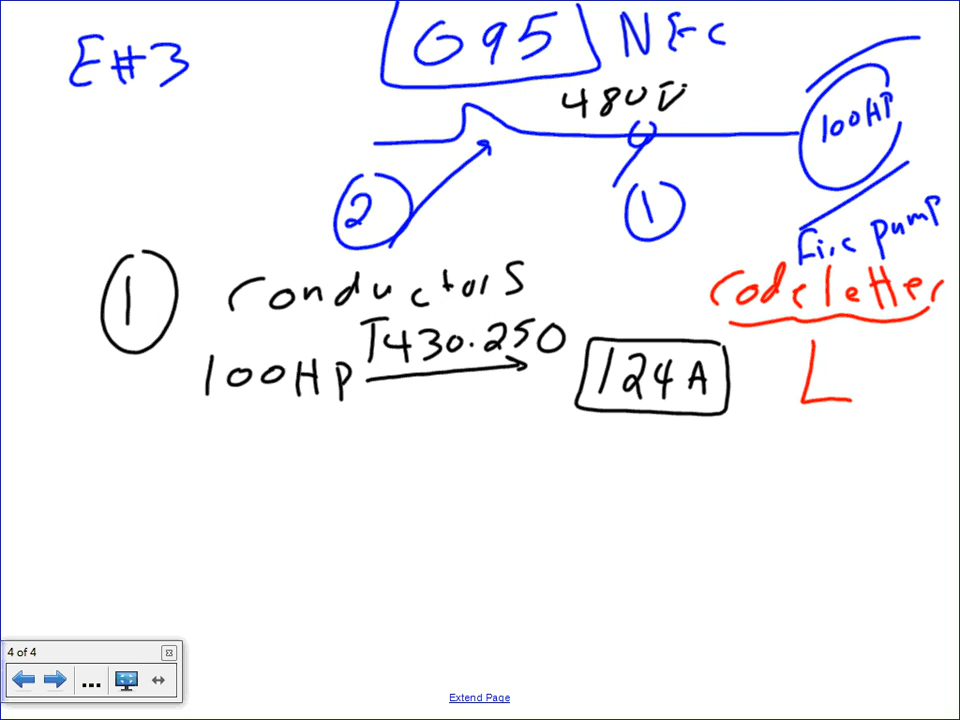 E#3
695 NEC
480V
100HP
2
1
Fire pump
1
conductors
code letter
100HP T430.250 124A
L
4 of 4
...
Extend Page